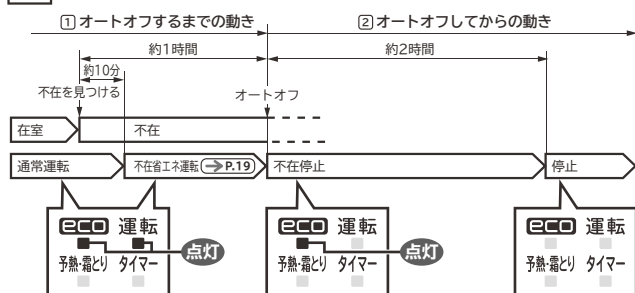 1 オートオフするまでの動き
2 オートオフしてからの動き
約1時間
約2時間
約10分
不在を見つける
オートオフ
在室
不在
通常運転
不在省エネ運転(→P.19)
不在停止
停止
eco 運転
予熱・霜とり タイマー
点灯
eco 運転
予熱・霜とり タイマー
点灯
eco 運転
予熱・霜とり タイマー